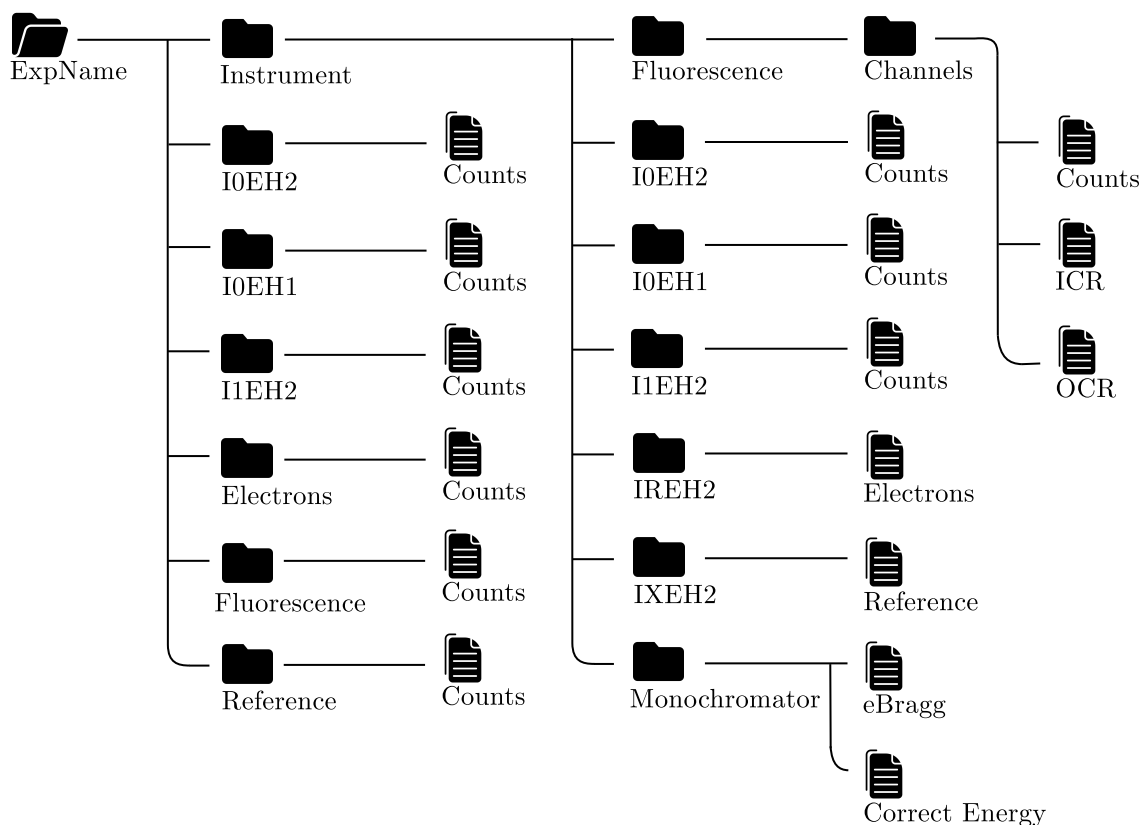 ExpName
Instrument
Fluorescence
Channels
I0EH2
Counts
I0EH2
Counts
Counts
I0EH1
Counts
I0EH1
Counts
ICR
I1EH2
Counts
I1EH2
Counts
OCR
Electrons
Counts
IREH2
Electrons
Fluorescence
Counts
IXEH2
Reference
Reference
Counts
Monochromator
eBragg
Correct Energy